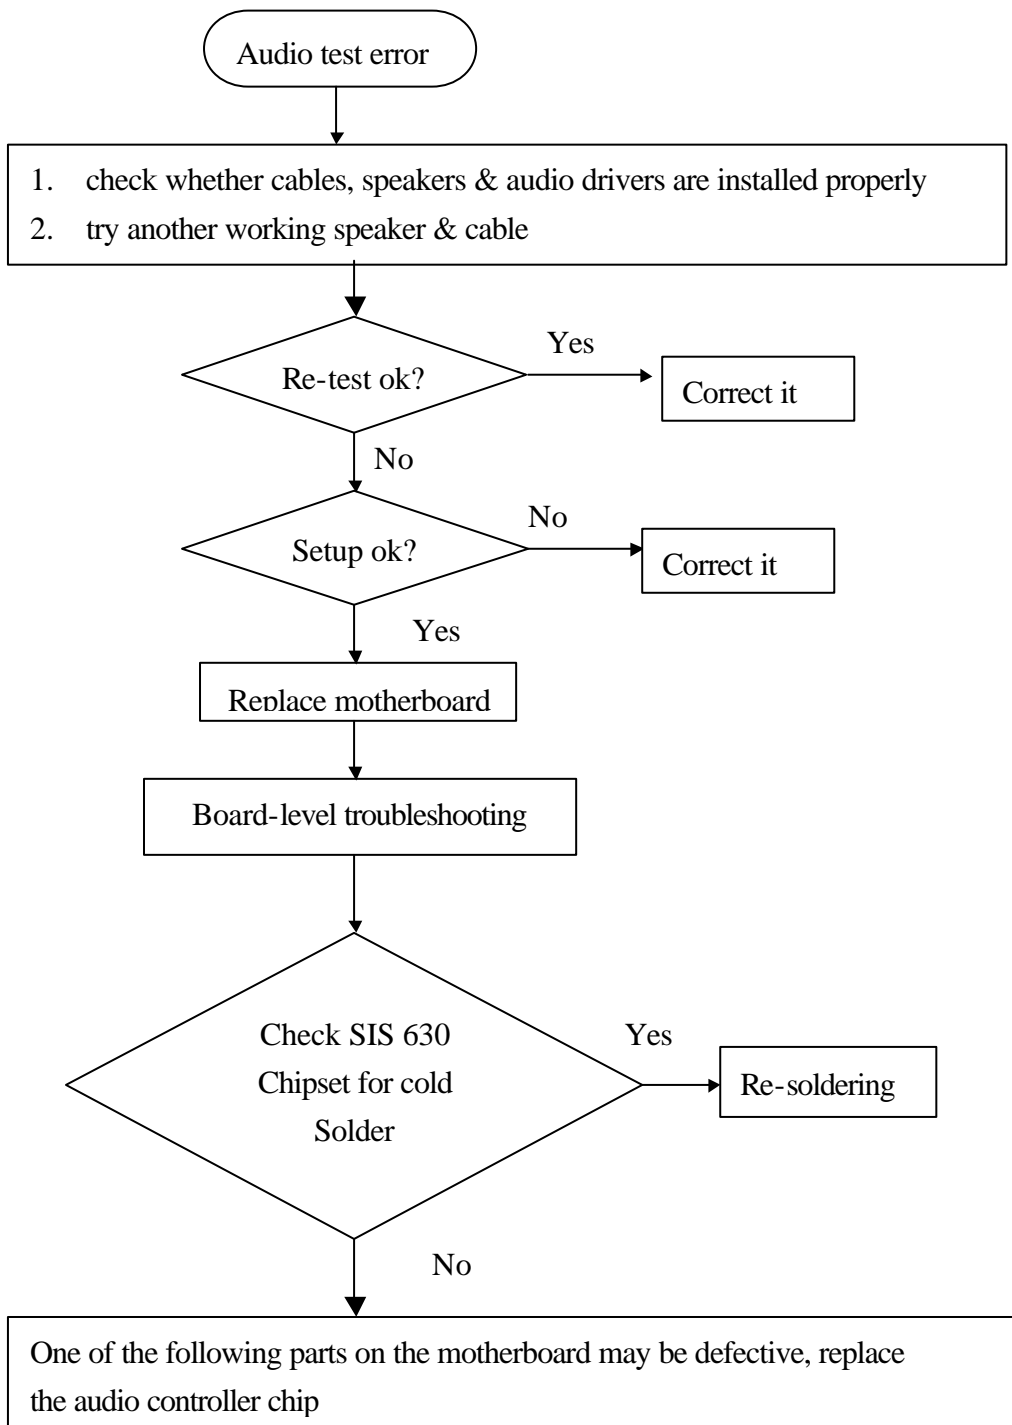 Audio test error
1. check whether cables, speakers & audio drivers are installed properly
2. try another working speaker & cable
Re-test ok?
Yes
Correct it
No
Setup ok?
No
Correct it
Yes
Replace motherboard
Board-level troubleshooting
Check SIS 630
Chipset for cold
Solder
Yes
Re-soldering
No
One of the following parts on the motherboard may be defective, replace
the audio controller chip